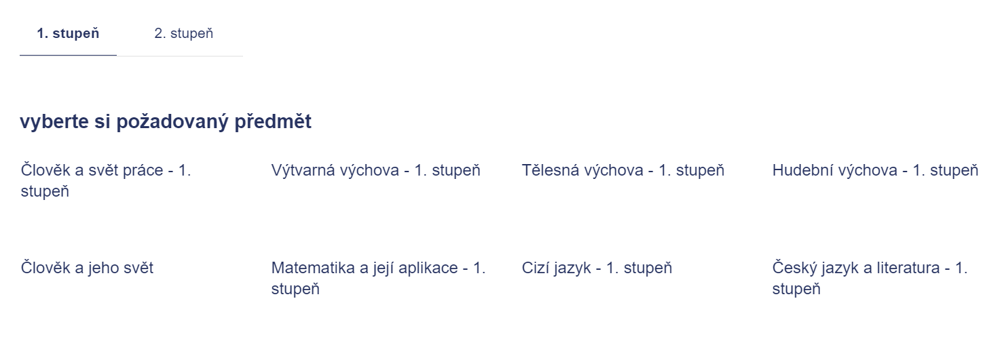 1. stupeň
2. stupeň
vyberte si požadovaný předmět
Člověk a svět práce - 1.
stupeň
Výtvarná výchova - 1. stupeň
Tělesná výchova - 1. stupeň
Hudební výchova - 1. stupeň
Člověk a jeho svět
Matematika a její aplikace - 1.
stupeň
Cizí jazyk - 1. stupeň
Český jazyk a literatura - 1.
stupeň